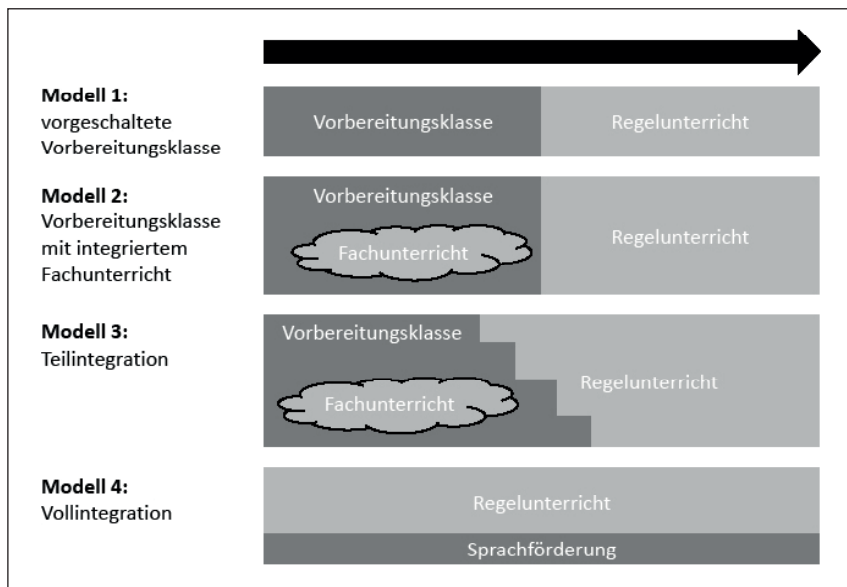 Modell 1:
vorgeschaltete
Vorbereitungsklasse
Vorbereitungsklasse
Regelunterricht
Modell 2:
Vorbereitungsklasse
mit integriertem
Fachunterricht
Vorbereitungsklasse
Fachunterricht
Regelunterricht
Modell 3:
Teilintegration
Vorbereitungsklasse
Fachunterricht
Regelunterricht
Modell 4:
Vollintegration
Regelunterricht
Sprachförderung